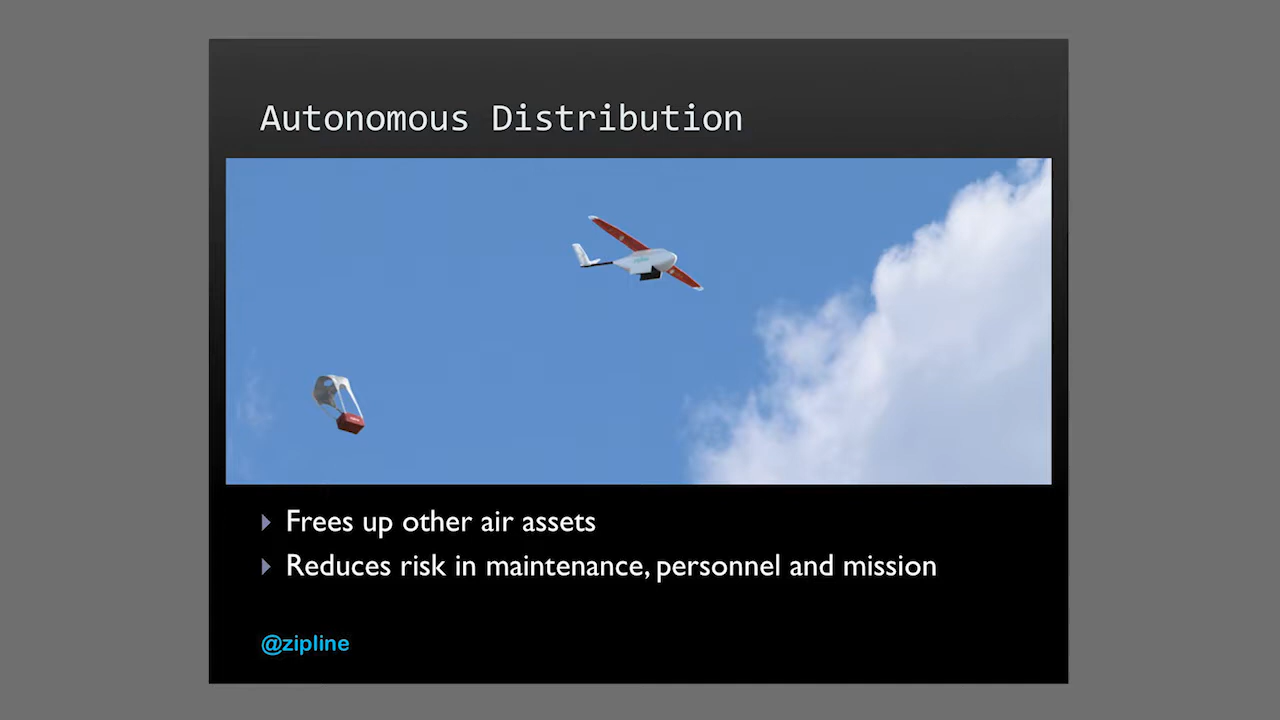 Autonomous Distribution
Frees up other air assets
Reduces risk in maintenance, personnel and mission
@zipline